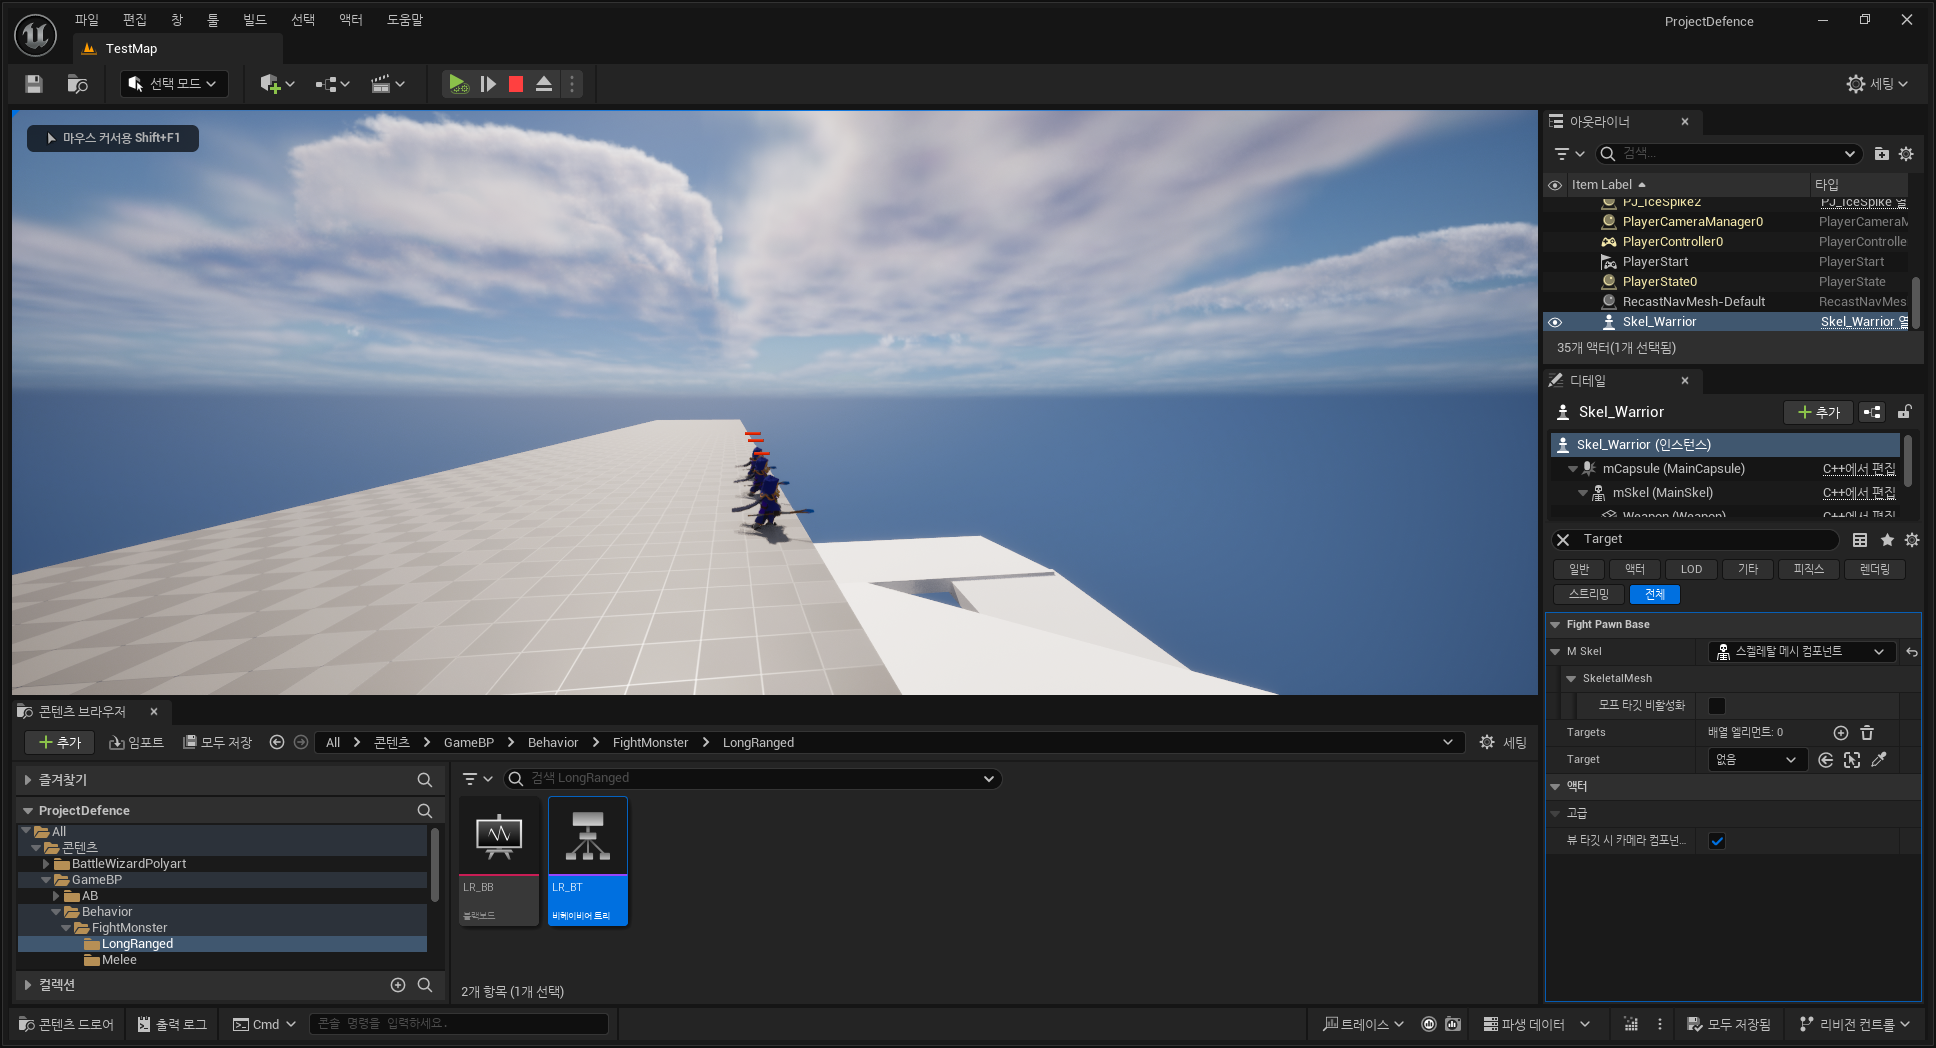 파일 편집 창 툴 빌드 선택 액터 도움말
ProjectDefence
TestMap
선택 모드
세팅
마우스 커서용 Shift+F1
아웃라이너
검색...
Item Label 타입
PJ_IceSpike2 PJ_IceSpike 열
PlayerCameraManager0 PlayerCameraM
PlayerController0 PlayerControlle
PlayerStart PlayerStart
PlayerState0 PlayerState
RecastNavMesh-Default RecastNavMes
Skel_Warrior Skel_Warrior 열
35개 액터(1개 선택됨)
디테일
Skel_Warrior 추가
Skel_Warrior (인스턴스)
mCapsule (MainCapsule) C++에서 편집
mSkel (MainSkel) C++에서 편집
Weapon (Weapon) C++에서 편집
Target
일반 액터 LOD 기타 피직스 렌더링
스트리밍 전체
Fight Pawn Base
M Skel 스켈레탈 메시 컴포넌트
SkeletalMesh
모프 타깃 비활성화
Targets 배열 엘리먼트: 0
Target 없음
액터
고급
뷰 타깃 시 카메라 컴포넌...
콘텐츠 브라우저
추가 임포트 모두 저장 All 콘텐츠 GameBP Behavior FightMonster LongRanged 세팅
즐겨찾기
검색 LongRanged
ProjectDefence
All
콘텐츠
BattleWizardPolyart
GameBP
AB
Behavior
FightMonster
LongRanged
Melee
컬렉션
LR_BB
블랙보드
LR_BT
비헤이비어 트리
2개 항목 (1개 선택)
콘텐츠 드로어 출력 로그 Cmd 콘솔 명령을 입력하세요. 트레이스 파생 데이터 모두 저장됨 리비전 컨트롤